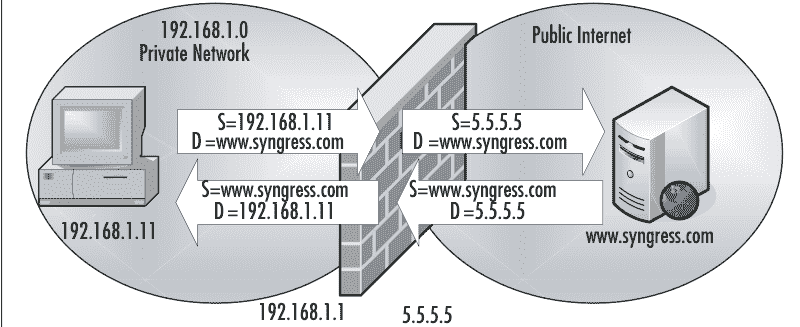 192.168.1.0
Private Network
Public Internet
S=192.168.1.11
D =www.syngress.com
S=5.5.5.5
D =www.syngress.com
S=www.syngress.com
D =192.168.1.11
S=www.syngress.com
D =5.5.5.5
192.168.1.11
www.syngress.com
192.168.1.1
5.5.5.5